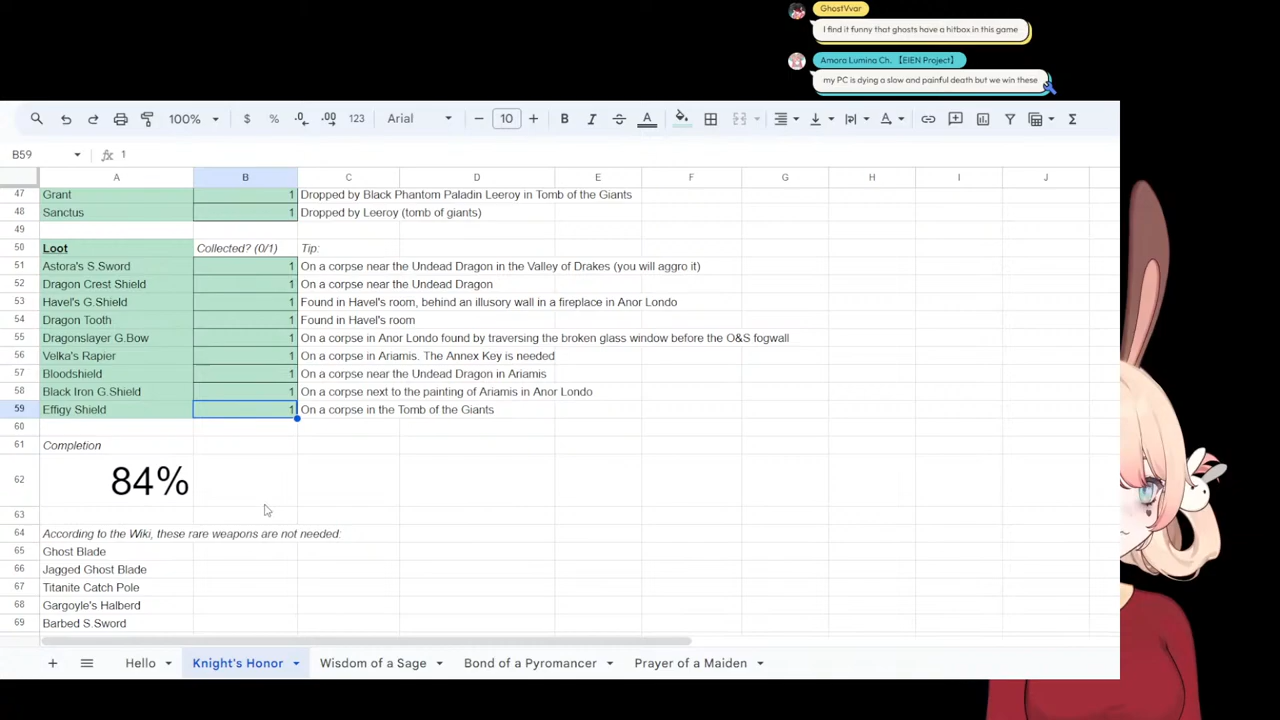 GhostVvar
I find it funny that ghosts have a hitbox in this game
Amora Lumina Ch. 【EIEN Project】
my PC is dying a slow and painful death but we win these
100%
$ % .0 .00 123 Arial 10 B I A
B59 fx 1
A B C D E F G H I J
47 Grant 1 Dropped by Black Phantom Paladin Leeroy in Tomb of the Giants
48 Sanctus 1 Dropped by Leeroy (tomb of giants)
49
50 Loot Collected? (0/1) Tip:
51 Astora's S.Sword 1 On a corpse near the Undead Dragon in the Valley of Drakes (you will aggro it)
52 Dragon Crest Shield 1 On a corpse near the Undead Dragon
53 Havel's G.Shield 1 Found in Havel's room, behind an illusory wall in a fireplace in Anor Londo
54 Dragon Tooth 1 Found in Havel's room
55 Dragonslayer G.Bow 1 On a corpse in Anor Londo found by traversing the broken glass window before the O&S fogwall
56 Velka's Rapier 1 On a corpse in Ariamis. The Annex Key is needed
57 Bloodshield 1 On a corpse near the Undead Dragon in Ariamis
58 Black Iron G.Shield 1 On a corpse next to the painting of Ariamis in Anor Londo
59 Effigy Shield 1 On a corpse in the Tomb of the Giants
60
61 Completion
62 84%
63
64 According to the Wiki, these rare weapons are not needed:
65 Ghost Blade
66 Jagged Ghost Blade
67 Titanite Catch Pole
68 Gargoyle's Halberd
69 Barbed S.Sword
Hello Knight's Honor Wisdom of a Sage Bond of a Pyromancer Prayer of a Maiden